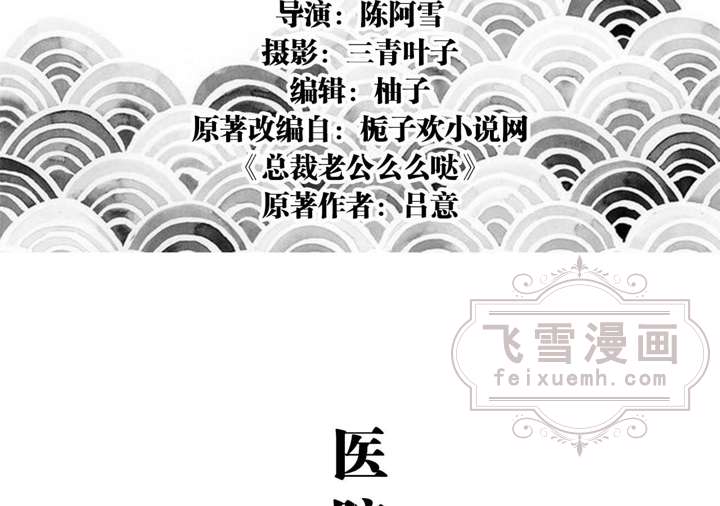 导演：陈阿雪
摄影：三青叶子
编辑：柚子
原著改编自：栀子欢小说网
《总裁老公么么哒》
原著作者：吕意
飞雪漫画
feixuemh.com
医